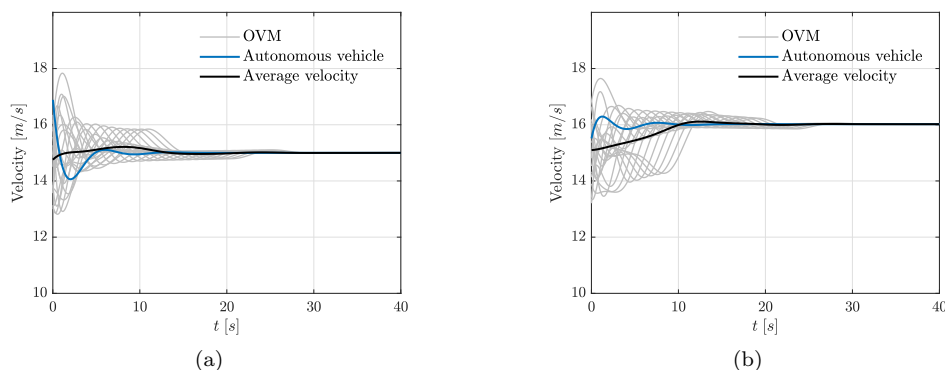 OVM
Autonomous vehicle
Average velocity
18
16
14
12
10
Velocity [m/s]
0 10 20 30 40
t [s]
(a)
OVM
Autonomous vehicle
Average velocity
18
16
14
12
10
Velocity [m/s]
0 10 20 30 40
t [s]
(b)